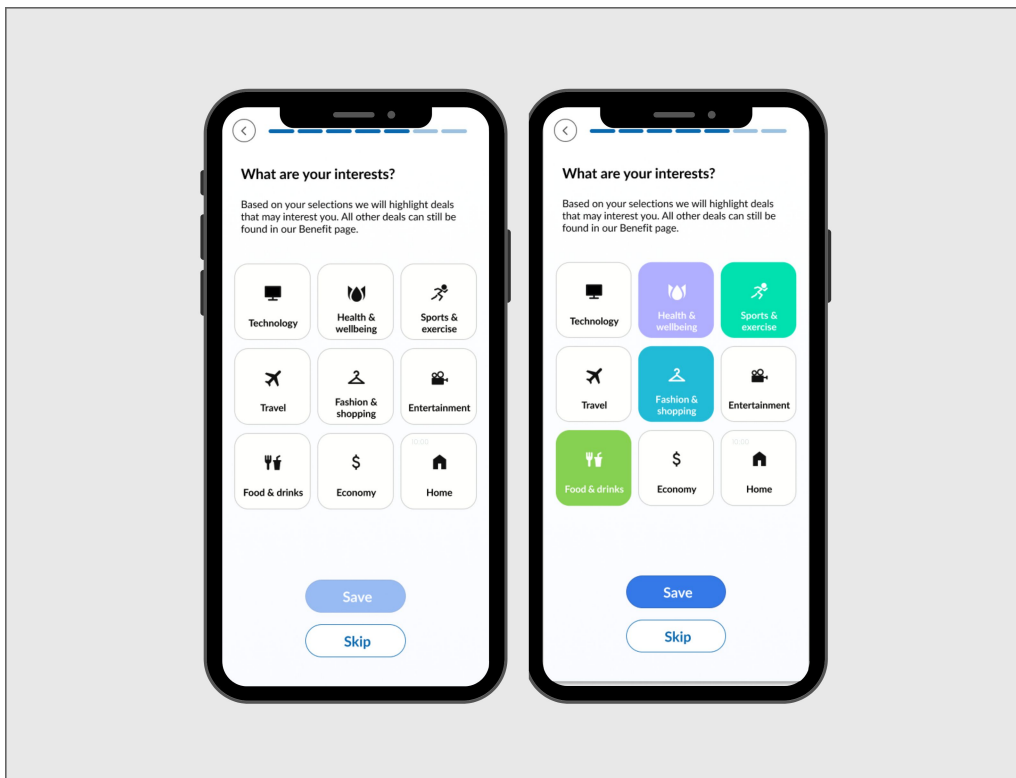 What are your interests?
Based on your selections we will highlight deals
that may interest you. All other deals can still be
found in our Benefit page.
Technology
Health &
wellbeing
Sports &
exercise
Travel
Fashion &
shopping
Entertainment
Food & drinks
$
Economy
Home
Save
Skip
What are your interests?
Based on your selections we will highlight deals
that may interest you. All other deals can still be
found in our Benefit page.
Technology
Health &
wellbeing
Sports &
exercise
Travel
Fashion &
shopping
Entertainment
Food & drinks
$
Economy
Home
Save
Skip